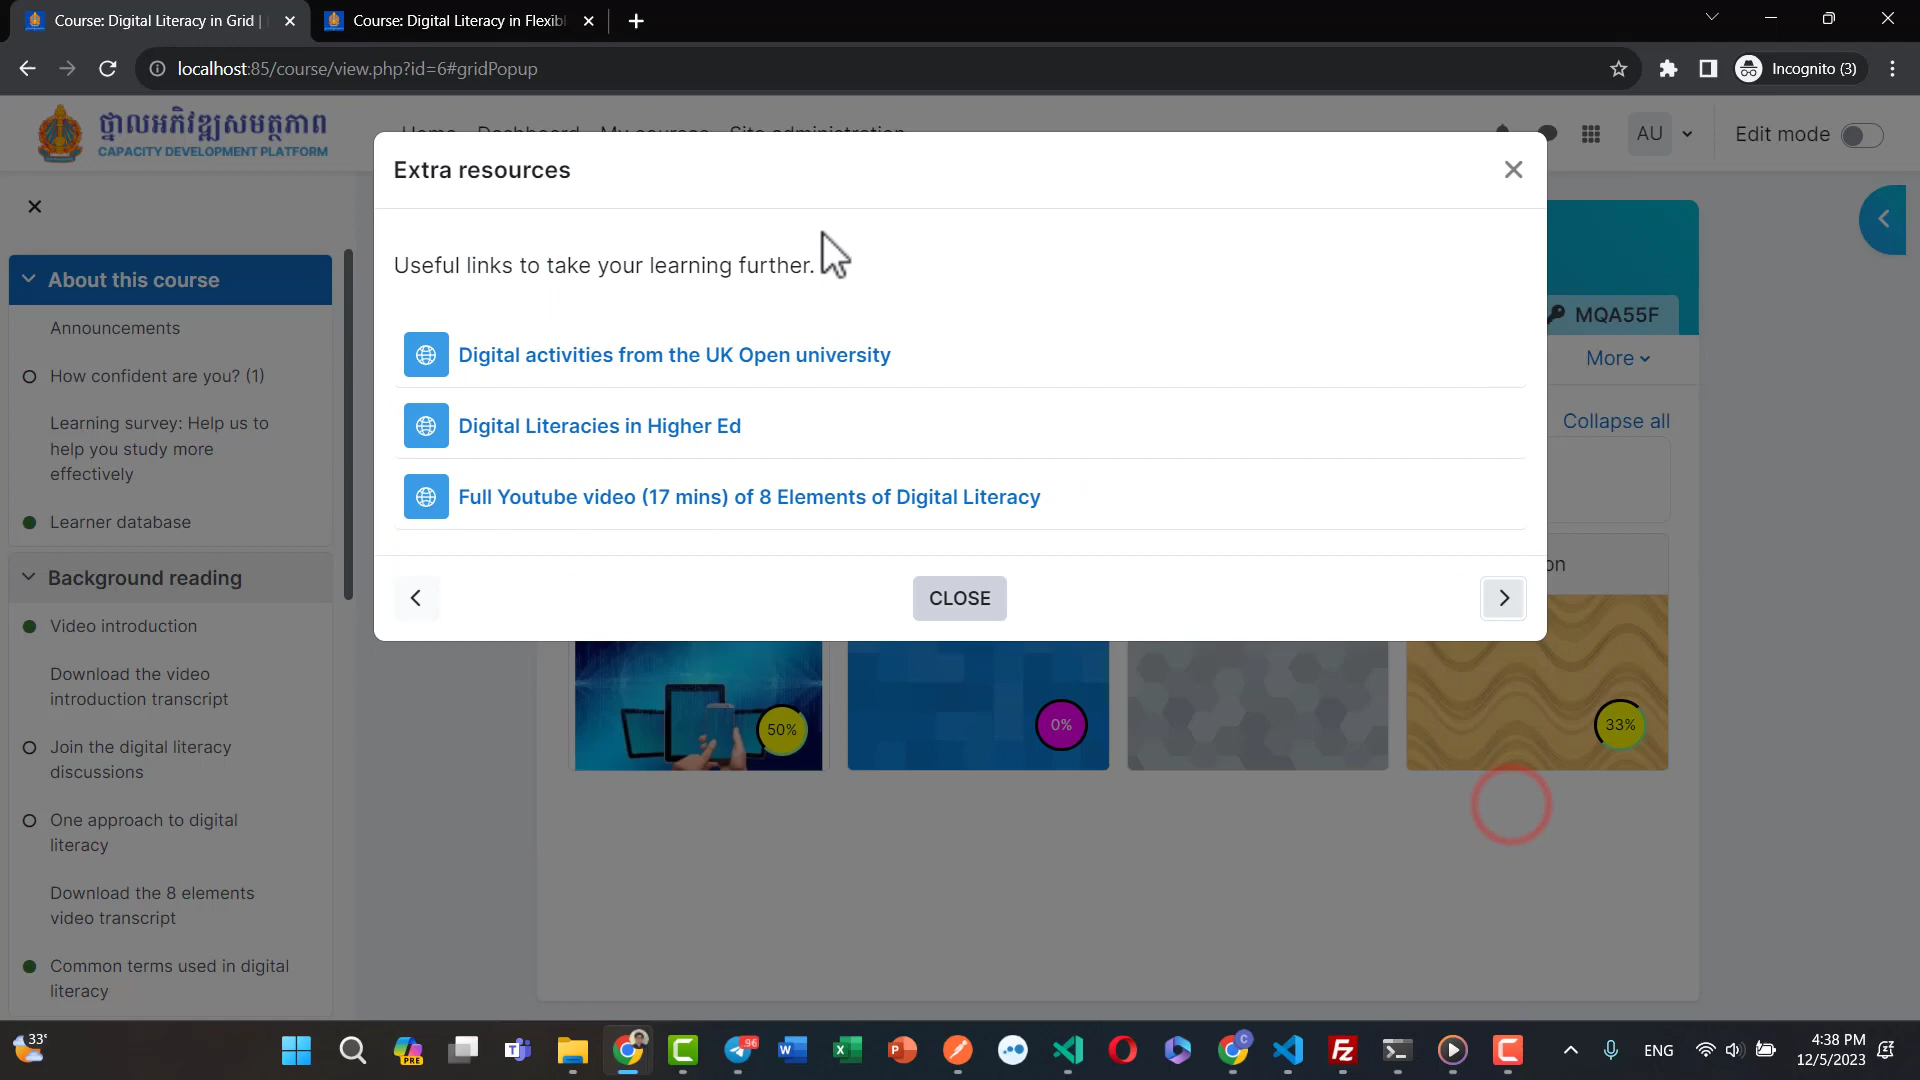 Course: Digital Literacy in Grid |
Course: Digital Literacy in Flexib
localhost:85/course/view.php?id=6#gridPopup
Incognito (3)
ថ្នាលអភិវឌ្ឍសមត្ថភាព
CAPACITY DEVELOPMENT PLATFORM
Home Dashboard My courses Site administration
AU
Edit mode
Extra resources
Useful links to take your learning further.
Digital activities from the UK Open university
Digital Literacies in Higher Ed
Full Youtube video (17 mins) of 8 Elements of Digital Literacy
CLOSE
About this course
Announcements
How confident are you? (1)
Learning survey: Help us to
help you study more
effectively
Learner database
Background reading
Video introduction
Download the video
introduction transcript
Join the digital literacy
discussions
One approach to digital
literacy
Download the 8 elements
video transcript
Common terms used in digital
literacy
MQA55F
More
Collapse all
on
50%
0%
33%
33°
PRE
96
C
ENG
4:38 PM
12/5/2023